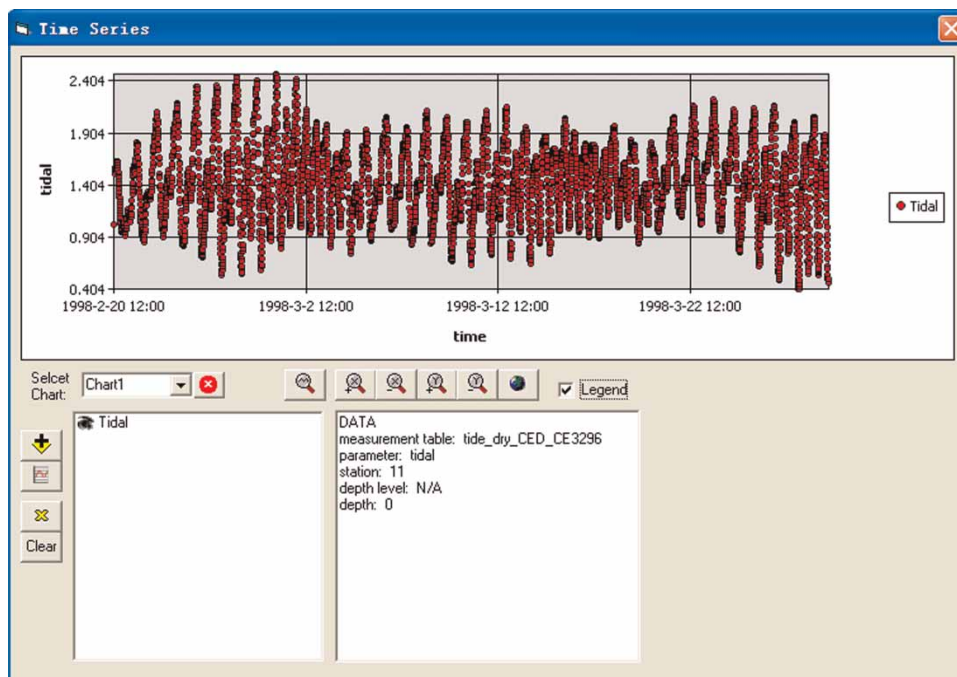 Time Series
2.404
1.904
1.404
0.904
0.404
tidal
1998-2-20 12:00
1998-3-2 12:00
1998-3-12 12:00
1998-3-22 12:00
time
Tidal
Selcet
Chart:
Chart1
Legend
Tidal
Clear
DATA
measurement table: tide_dry_CED_CE3296
parameter: tidal
station: 11
depth level: N/A
depth: 0